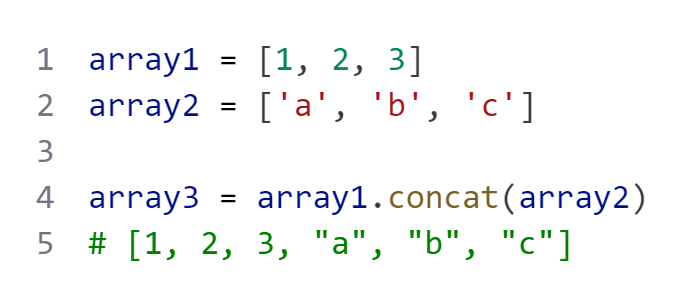 1 array1 = [1, 2, 3]
2 array2 = ['a', 'b', 'c']
3
4 array3 = array1.concat(array2)
5 # [1, 2, 3, "a", "b", "c"]